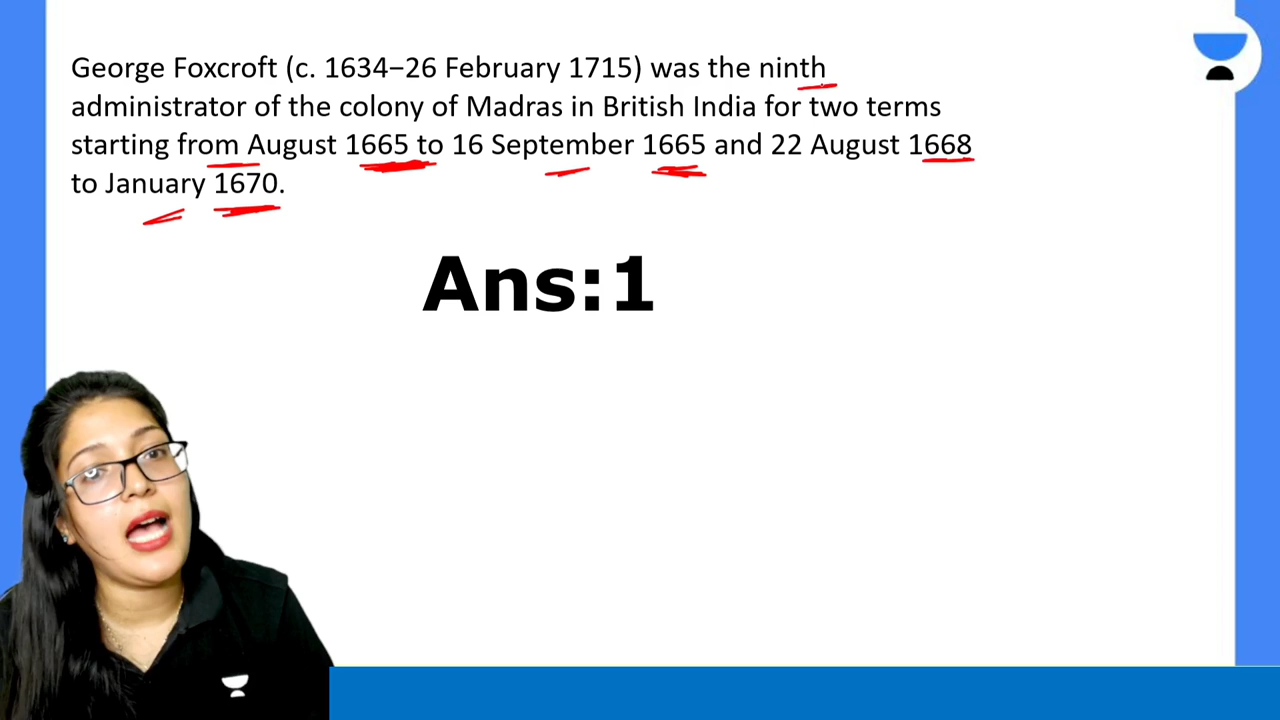 George Foxcroft (c. 1634–26 February 1715) was the ninth
administrator of the colony of Madras in British India for two terms
starting from August 1665 to 16 September 1665 and 22 August 1668
to January 1670.
Ans:1